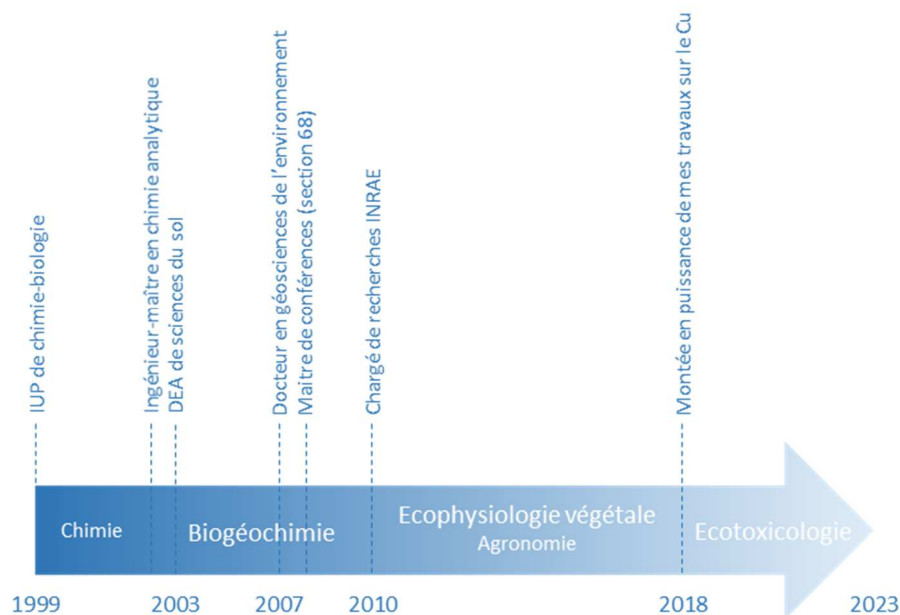 IUP de chimie-biologie
Ingénieur-maître en chimie analytique
DEA de sciences du sol
Docteur en géosciences de l'environnement
Maitre de conférences (section 68)
Chargé de recherches INRAE
Montée en puissance de mes travaux sur le Cu
Chimie
Biogéochimie
Ecophysiologie végétale
Agronomie
Ecotoxicologie
1999
2003
2007
2010
2018
2023